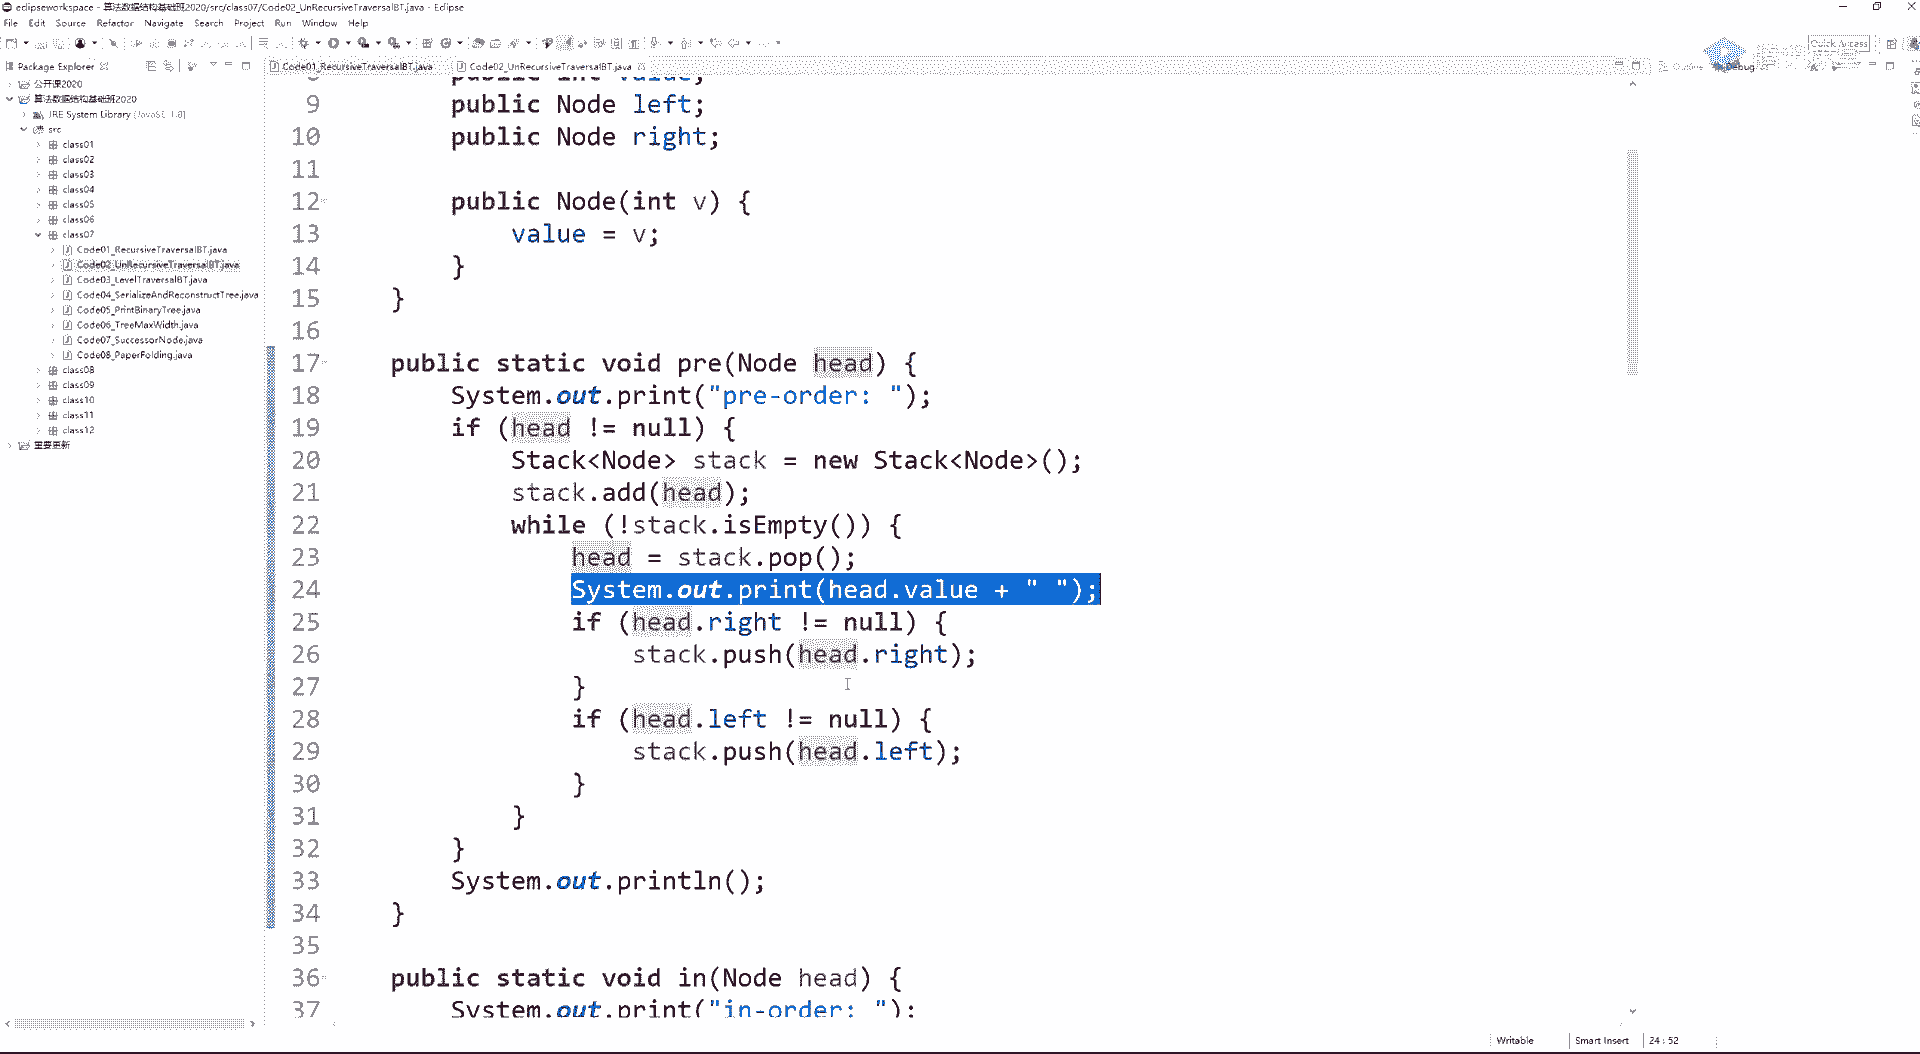 eclipseworkspace - 算法数据结构基础班2020/src/class07/Code02_UnRecursiveTraversalBT.java - Eclipse
File Edit Source Refactor Navigate Search Project Run Window Help
Quick Access
Package Explorer
Code01_RecursiveTraversalBT.java
Code02_UnRecursiveTraversalBT.java
Outline
Debug
公开课2020
算法数据结构基础班2020
JRE System Library [JavaSE-1.8]
src
class01
class02
class03
class04
class05
class06
class07
Code01_RecursiveTraversalBT.java
Code02_UnRecursiveTraversalBT.java
Code03_LevelTraversalBT.java
Code04_SerializeAndReconstructTree.java
Code05_PrintBinaryTree.java
Code06_TreeMaxWidth.java
Code07_SuccessorNode.java
Code08_PaperFolding.java
class08
class09
class10
class11
class12
重要更新
8 public int value;
9 public Node left;
10 public Node right;
11
12 public Node(int v) {
13 value = v;
14 }
15 }
16
17 public static void pre(Node head) {
18 System.out.print("pre-order: ");
19 if (head != null) {
20 Stack<Node> stack = new Stack<Node>();
21 stack.add(head);
22 while (!stack.isEmpty()) {
23 head = stack.pop();
24 System.out.print(head.value + " ");
25 if (head.right != null) {
26 stack.push(head.right);
27 }
28 if (head.left != null) {
29 stack.push(head.left);
30 }
31 }
32 }
33 System.out.println();
34 }
35
36 public static void in(Node head) {
37 System.out.print("in-order: ");
Writable
Smart Insert
24 : 52